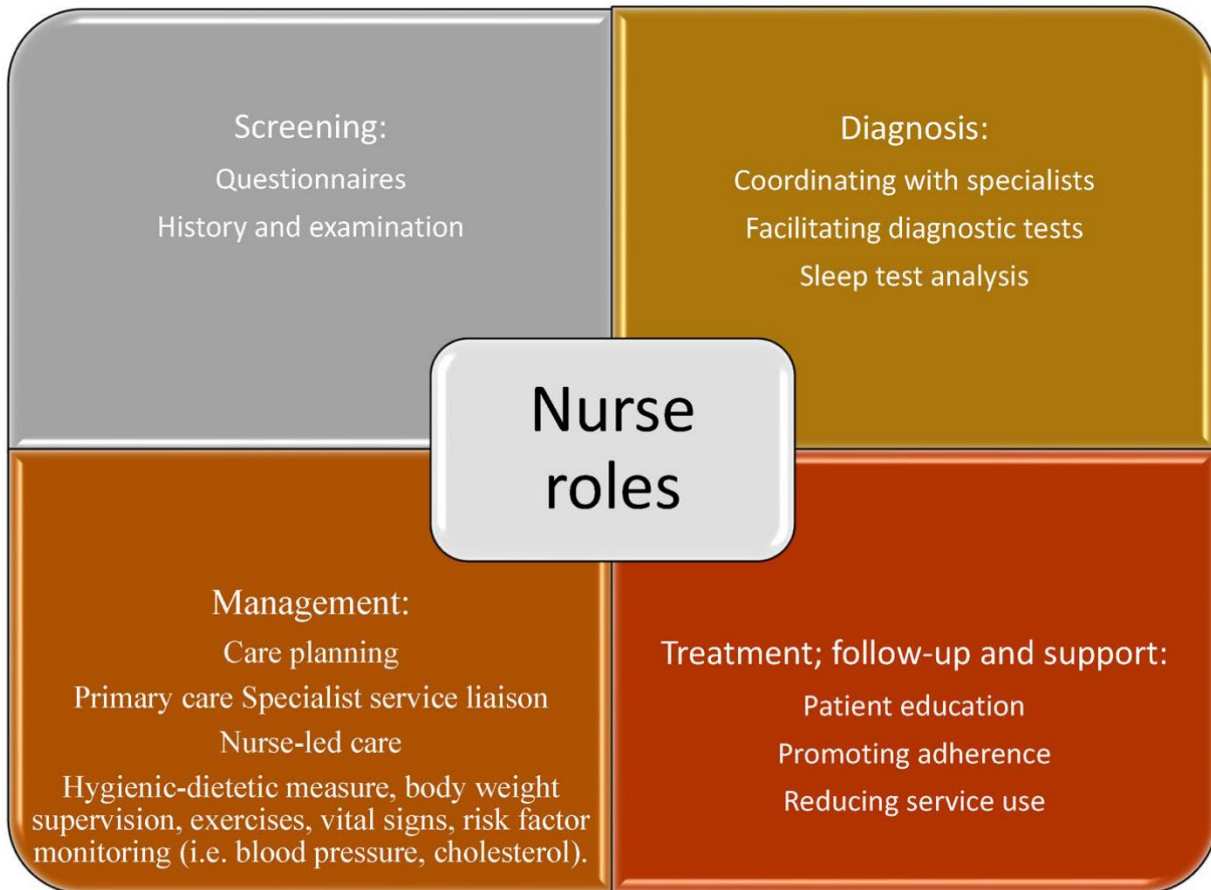 Screening:
Questionnaires
History and examination
Diagnosis:
Coordinating with specialists
Facilitating diagnostic tests
Sleep test analysis
Nurse
roles
Management:
Care planning
Primary care Specialist service liaison
Nurse-led care
Hygienic-dietetic measure, body weight
supervision, exercises, vital signs, risk factor
monitoring (i.e. blood pressure, cholesterol).
Treatment; follow-up and support:
Patient education
Promoting adherence
Reducing service use